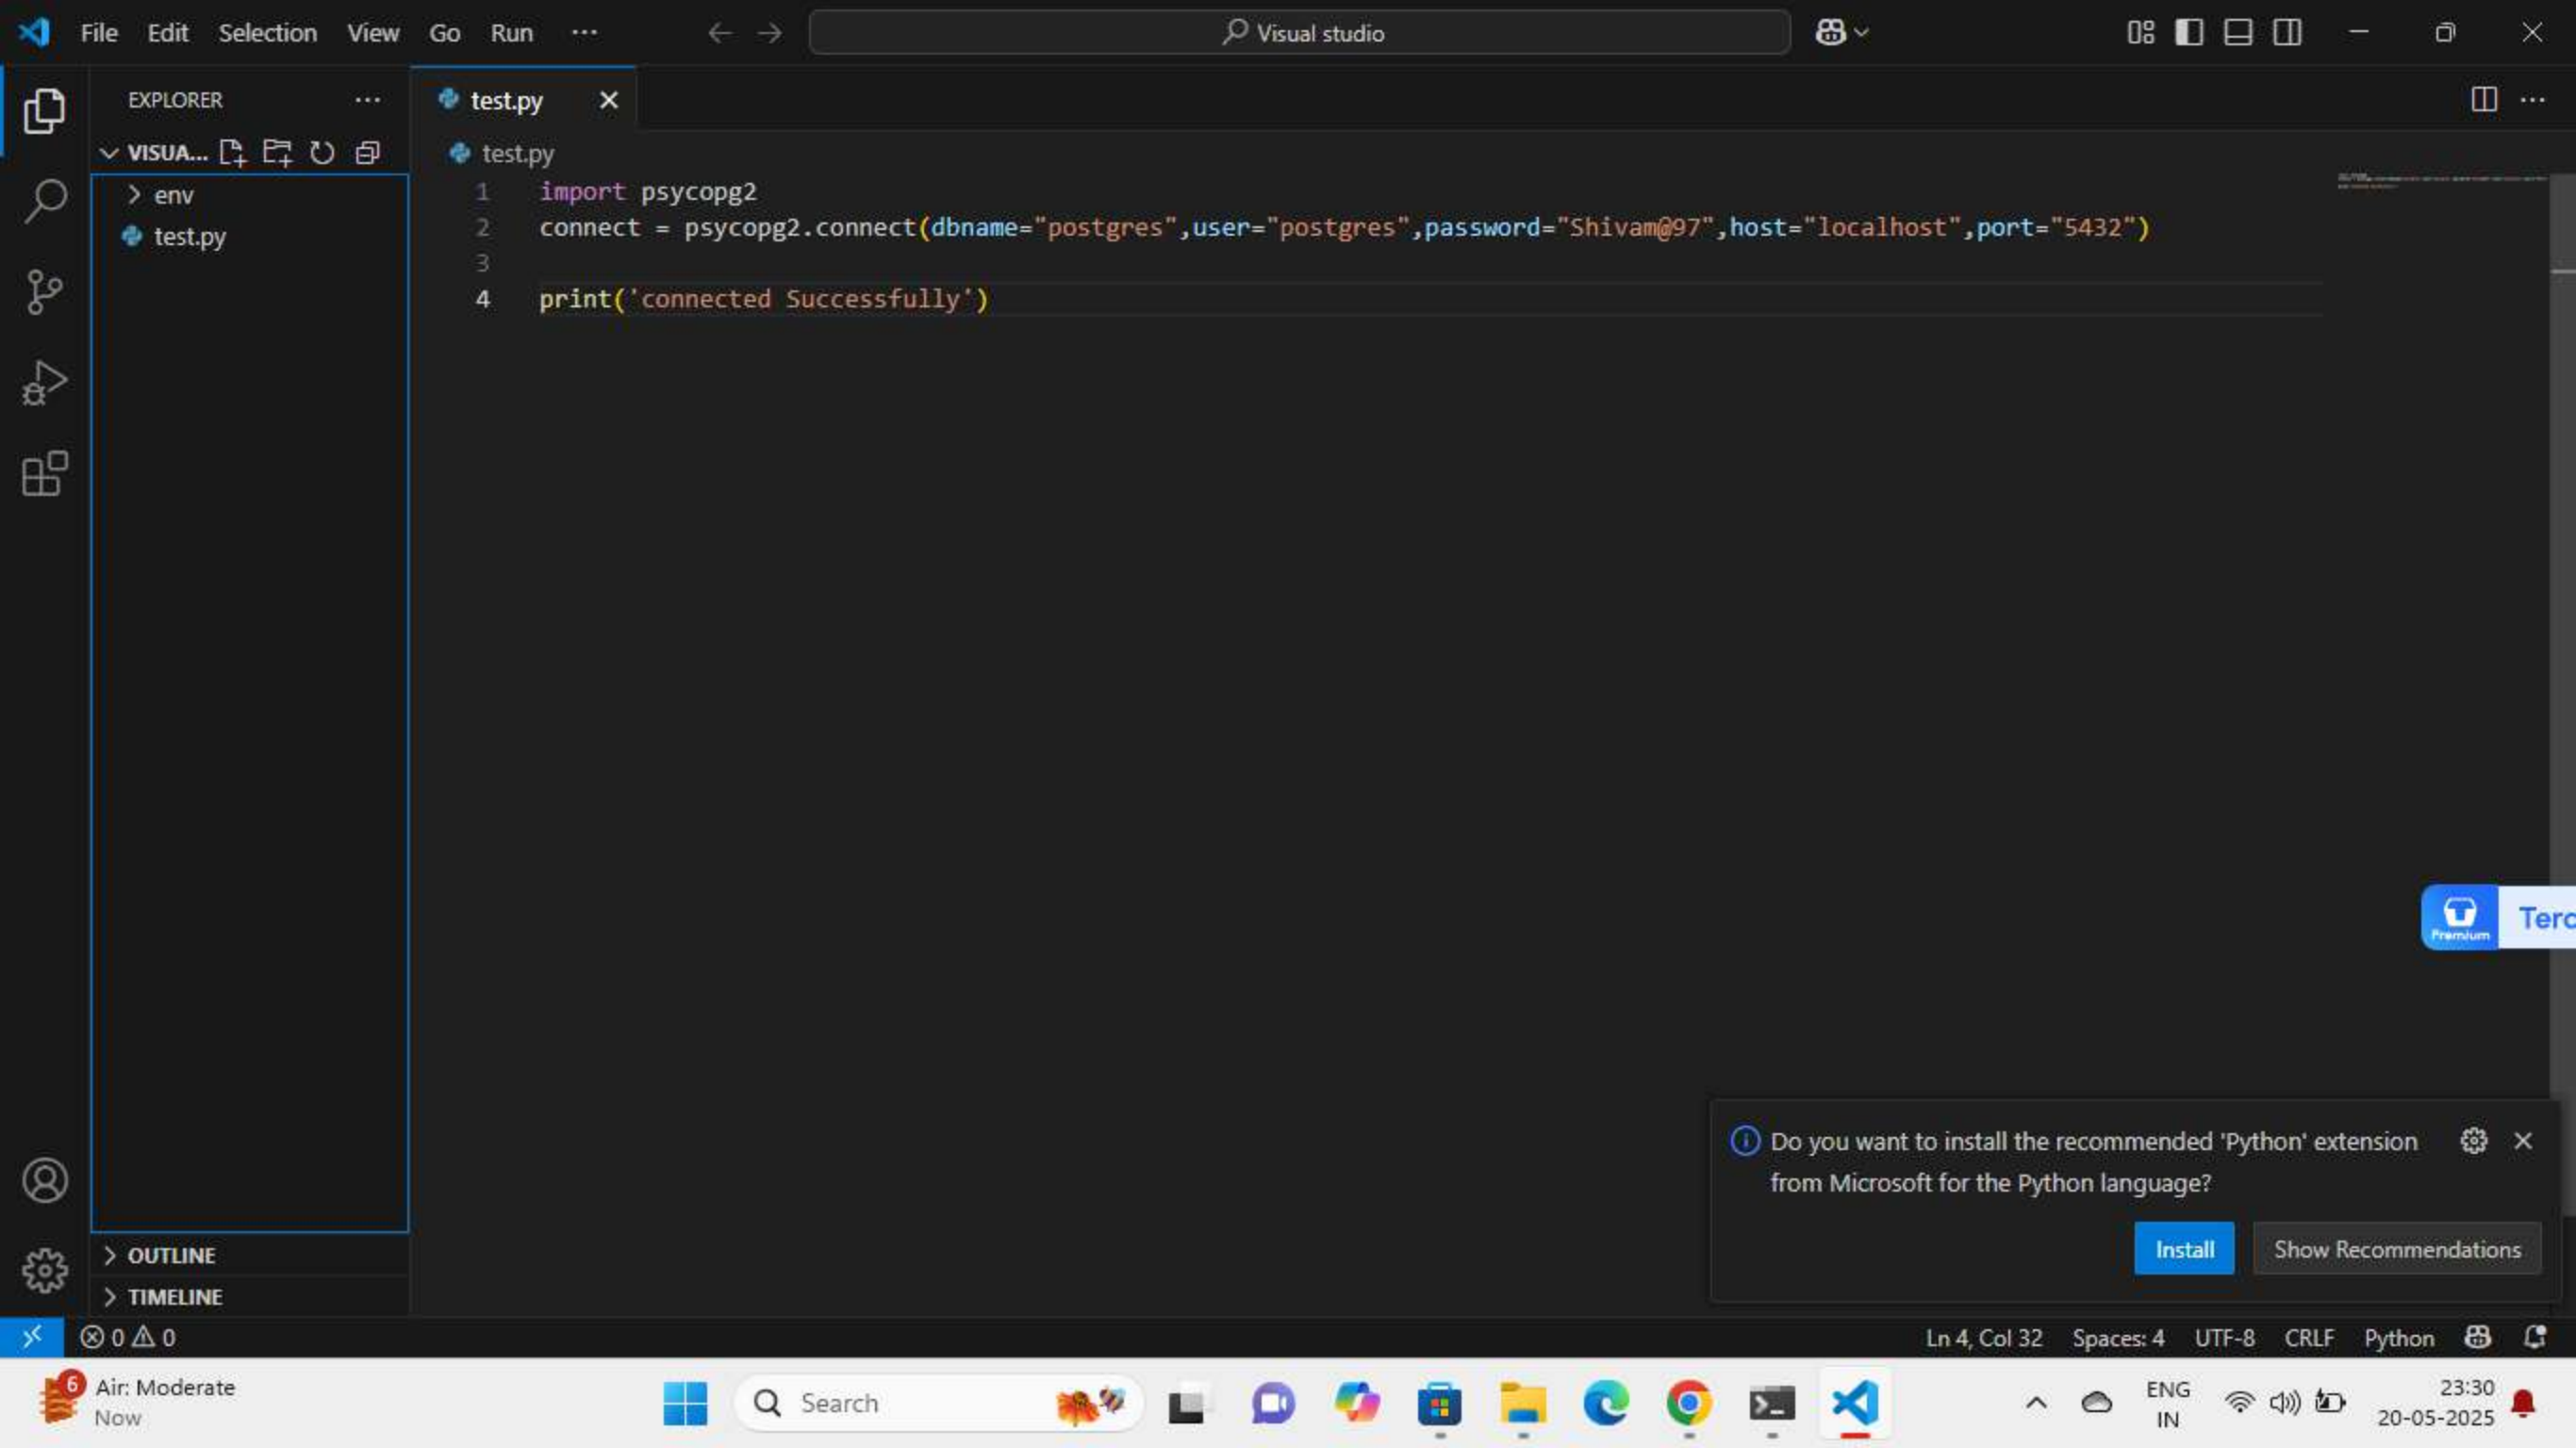 File Edit Selection View Go Run ··· Visual studio
EXPLORER ···
test.py
VISUA...
test.py
env
test.py
1 import psycopg2
2 connect = psycopg2.connect(dbname="postgres",user="postgres",password="Shivam@97",host="localhost",port="5432")
3
4 print('connected Successfully')
Premium
Do you want to install the recommended 'Python' extension
from Microsoft for the Python language?
Install Show Recommendations
OUTLINE
TIMELINE
0 0 Ln 4, Col 32 Spaces: 4 UTF-8 CRLF Python
6
Air: Moderate
Now
Search
ENG
IN
23:30
20-05-2025